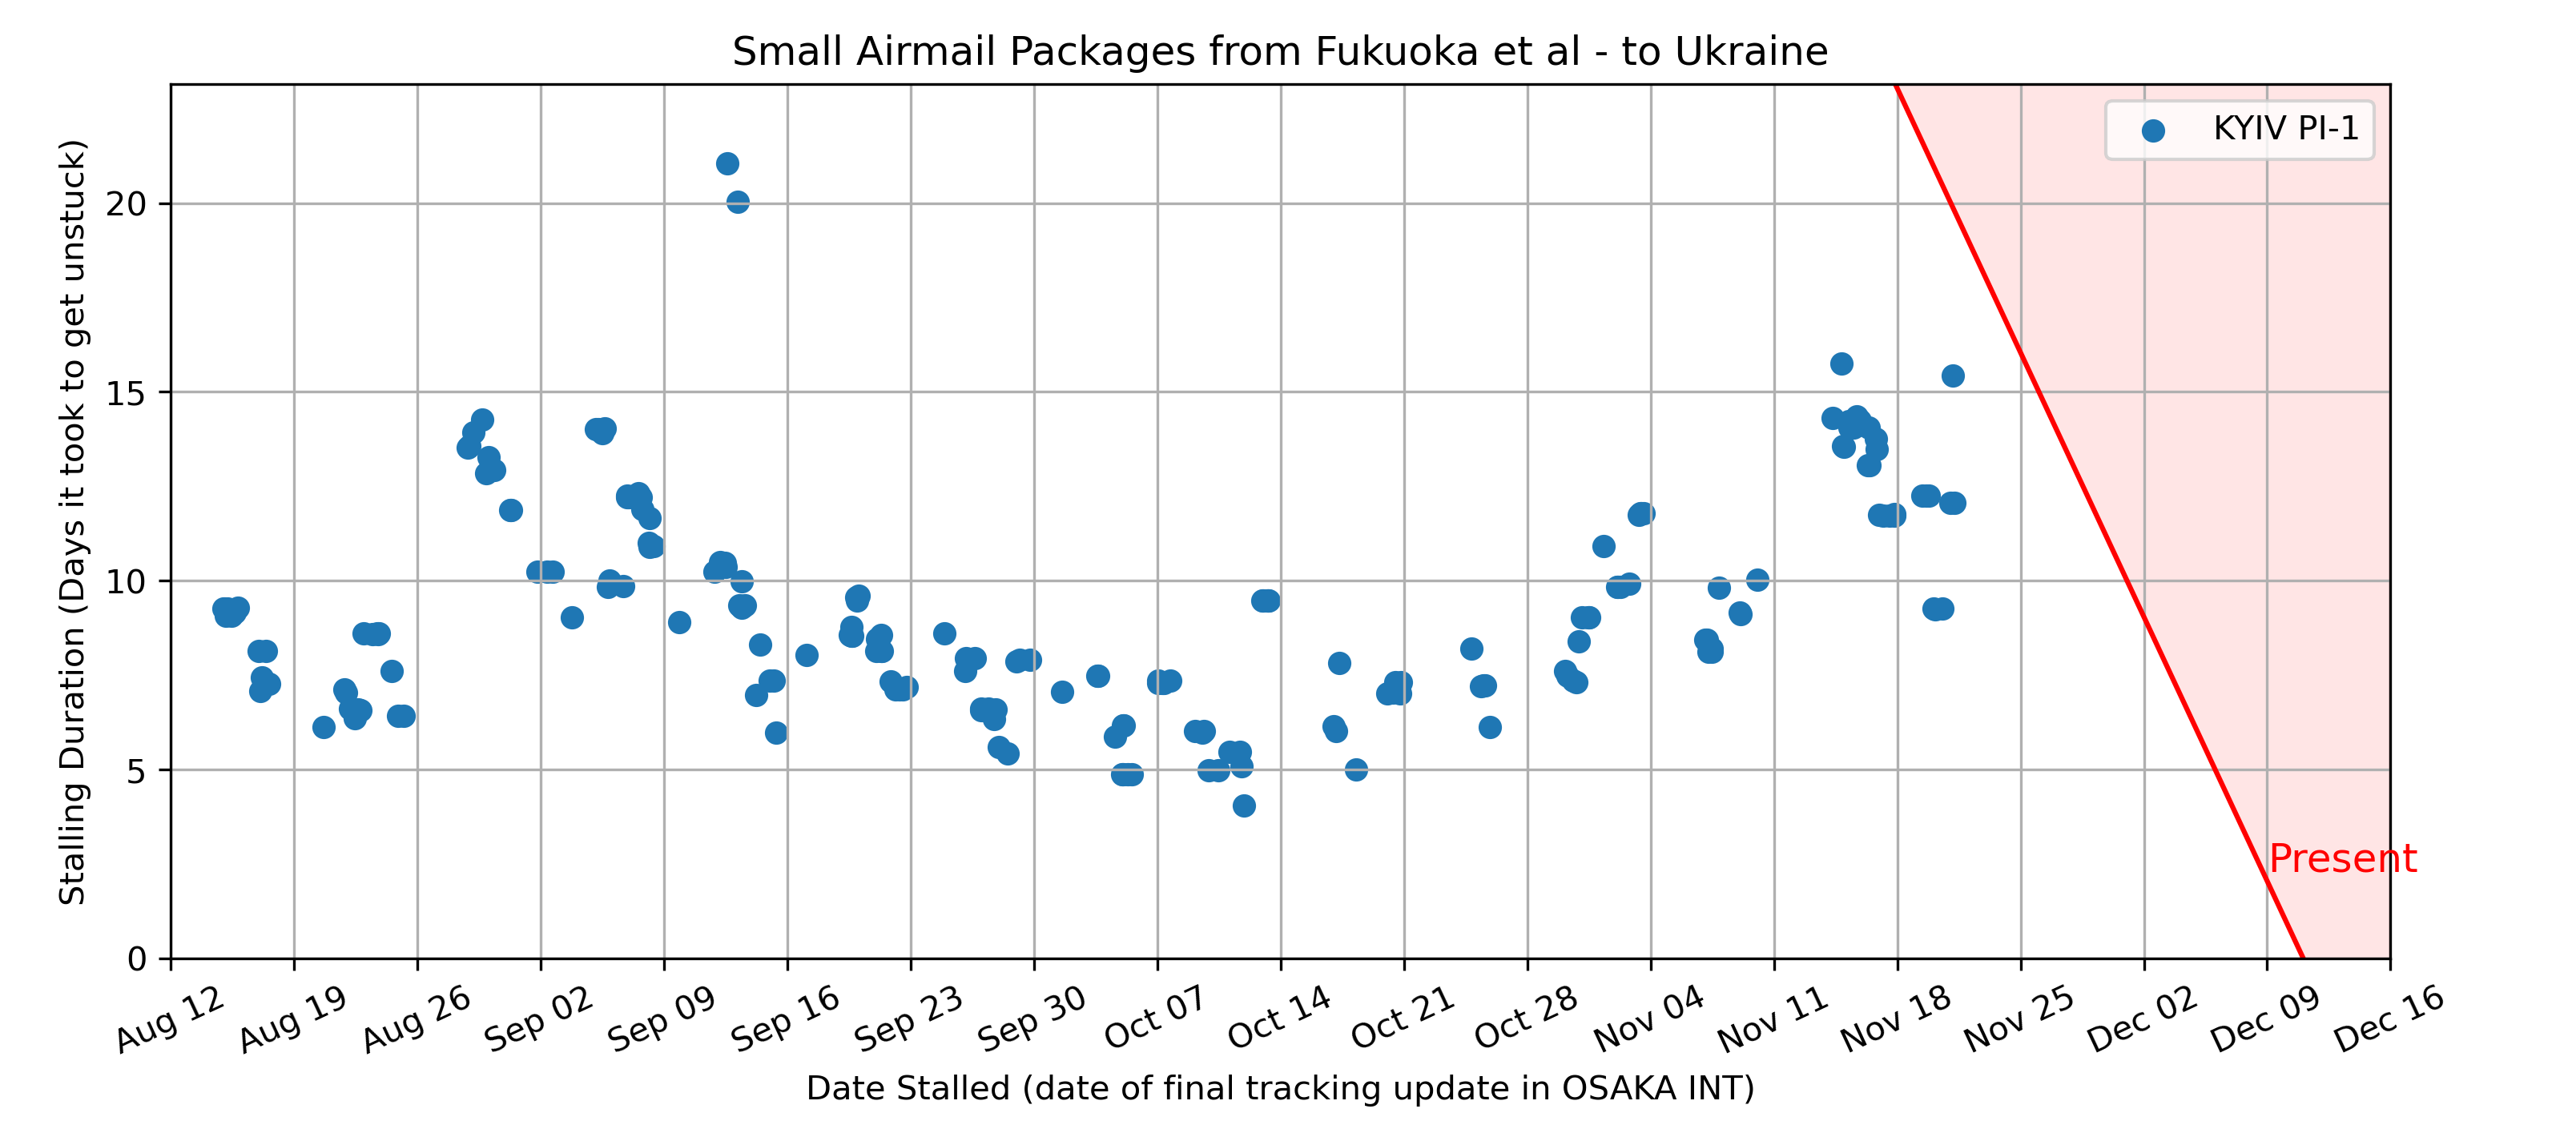 Small Airmail Packages from Fukuoka et al - to Ukraine
KYIV PI-1
Stalling Duration (Days it took to get unstuck)
20
15
10
5
0
Present
Aug 12 Aug 19 Aug 26 Sep 02 Sep 09 Sep 16 Sep 23 Sep 30 Oct 07 Oct 14 Oct 21 Oct 28 Nov 04 Nov 11 Nov 18 Nov 25 Dec 02 Dec 09 Dec 16
Date Stalled (date of final tracking update in OSAKA INT)